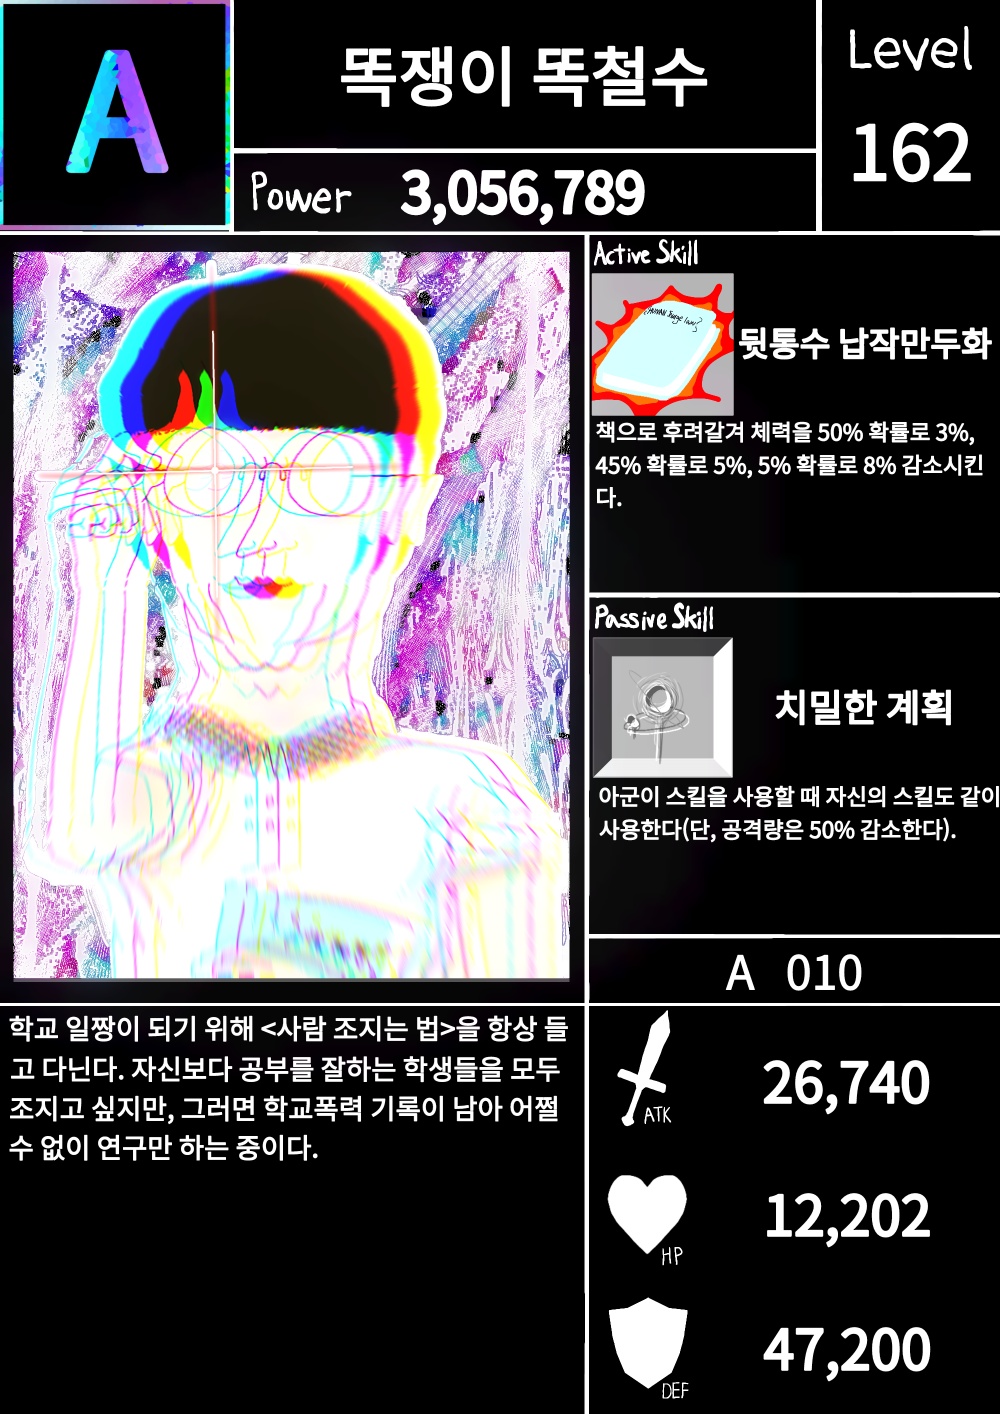 A
똑쟁이 똑철수
Level
162
Power 3,056,789
Active Skill
뒷통수 납작만두화
책으로 후려갈겨 체력을 50% 확률로 3%,
45% 확률로 5%, 5% 확률로 8% 감소시킨
다.
Passive Skill
치밀한 계획
아군이 스킬을 사용할 때 자신의 스킬도 같이
사용한다(단, 공격량은 50% 감소한다).
A 010
학교 일짱이 되기 위해 <사람 조지는 법>을 항상 들
고 다닌다. 자신보다 공부를 잘하는 학생들을 모두
조지고 싶지만, 그러면 학교폭력 기록이 남아 어쩔
수 없이 연구만 하는 중이다.
ATK
26,740
HP
12,202
DEF
47,200